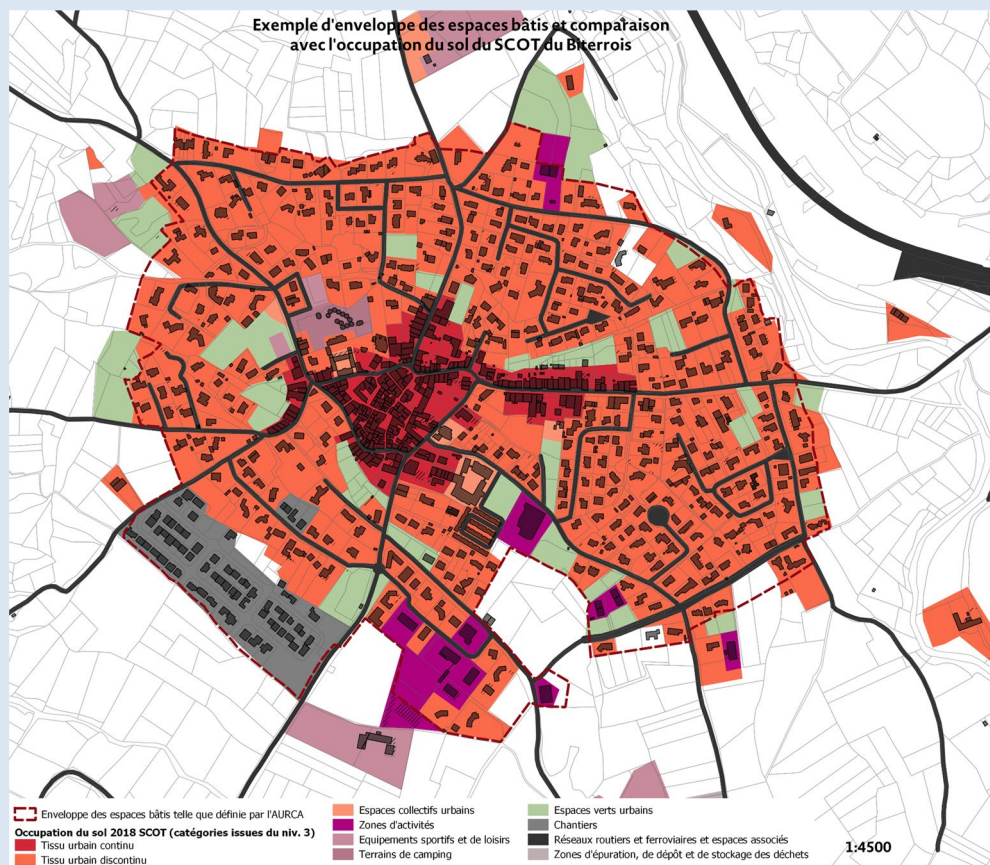 Exemple d'enveloppe des espaces bâtis et comparaison
avec l'occupation du sol du SCOT du Biterrois
Enveloppe des espaces bâtis telle que définie par l'AURCA
Occupation du sol 2018 SCOT (catégories issues du niv. 3)
Tissu urbain continu
Tissu urbain discontinu
Espaces collectifs urbains
Zones d'activités
Equipements sportifs et de loisirs
Terrains de camping
Espaces verts urbains
Chantiers
Réseaux routiers et ferroviaires et espaces associés
Zones d'épuration, de dépôt et de stockage des déchets
1:4500